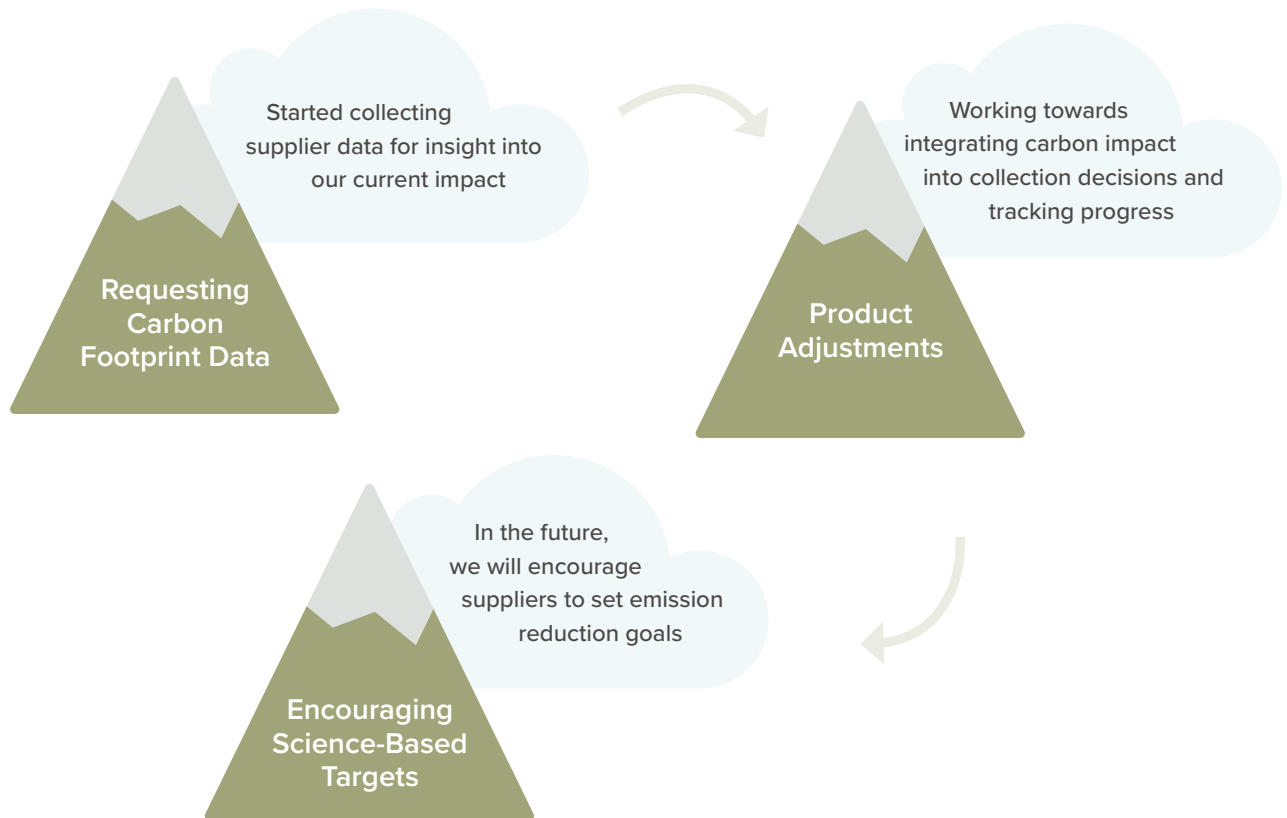 Started collecting
supplier data for insight into
our current impact
Requesting
Carbon
Footprint Data
Working towards
integrating carbon impact
into collection decisions and
tracking progress
Product
Adjustments
In the future,
we will encourage
suppliers to set emission
reduction goals
Encouraging
Science-Based
Targets